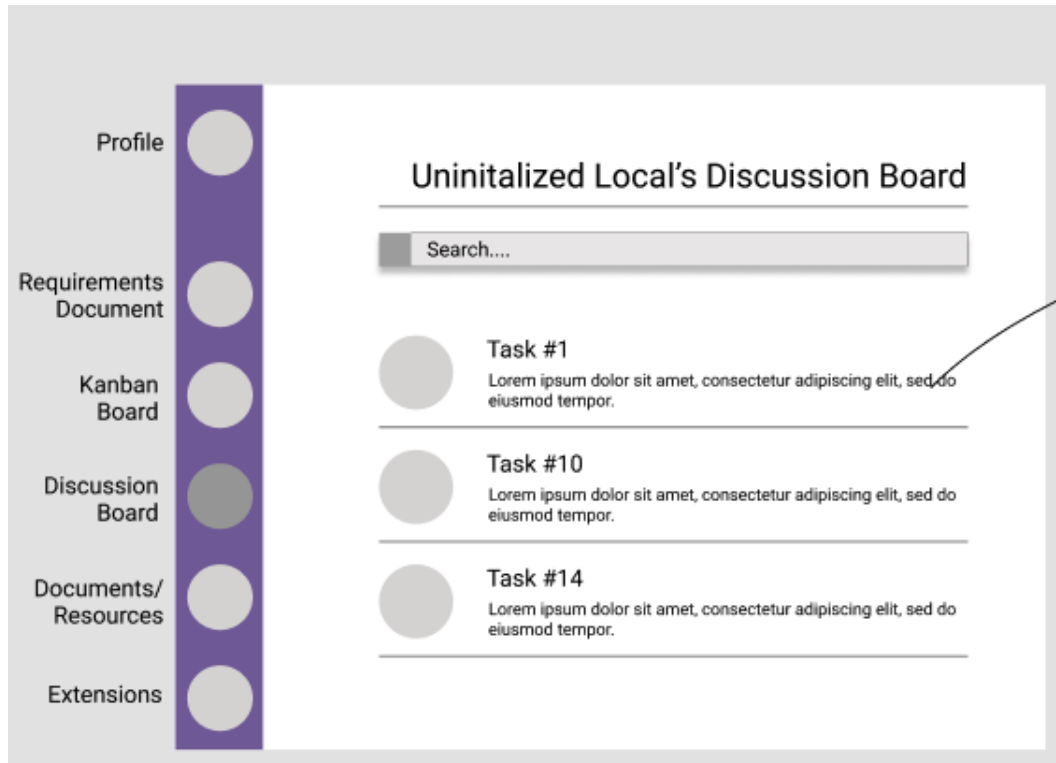 Profile
Requirements
Document
Kanban
Board
Discussion
Board
Documents/
Resources
Extensions
Uninitalized Local's Discussion Board
Search....
Task #1
Lorem ipsum dolor sit amet, consectetur adipiscing elit, sed do
eiusmod tempor.
Task #10
Lorem ipsum dolor sit amet, consectetur adipiscing elit, sed do
eiusmod tempor.
Task #14
Lorem ipsum dolor sit amet, consectetur adipiscing elit, sed do
eiusmod tempor.